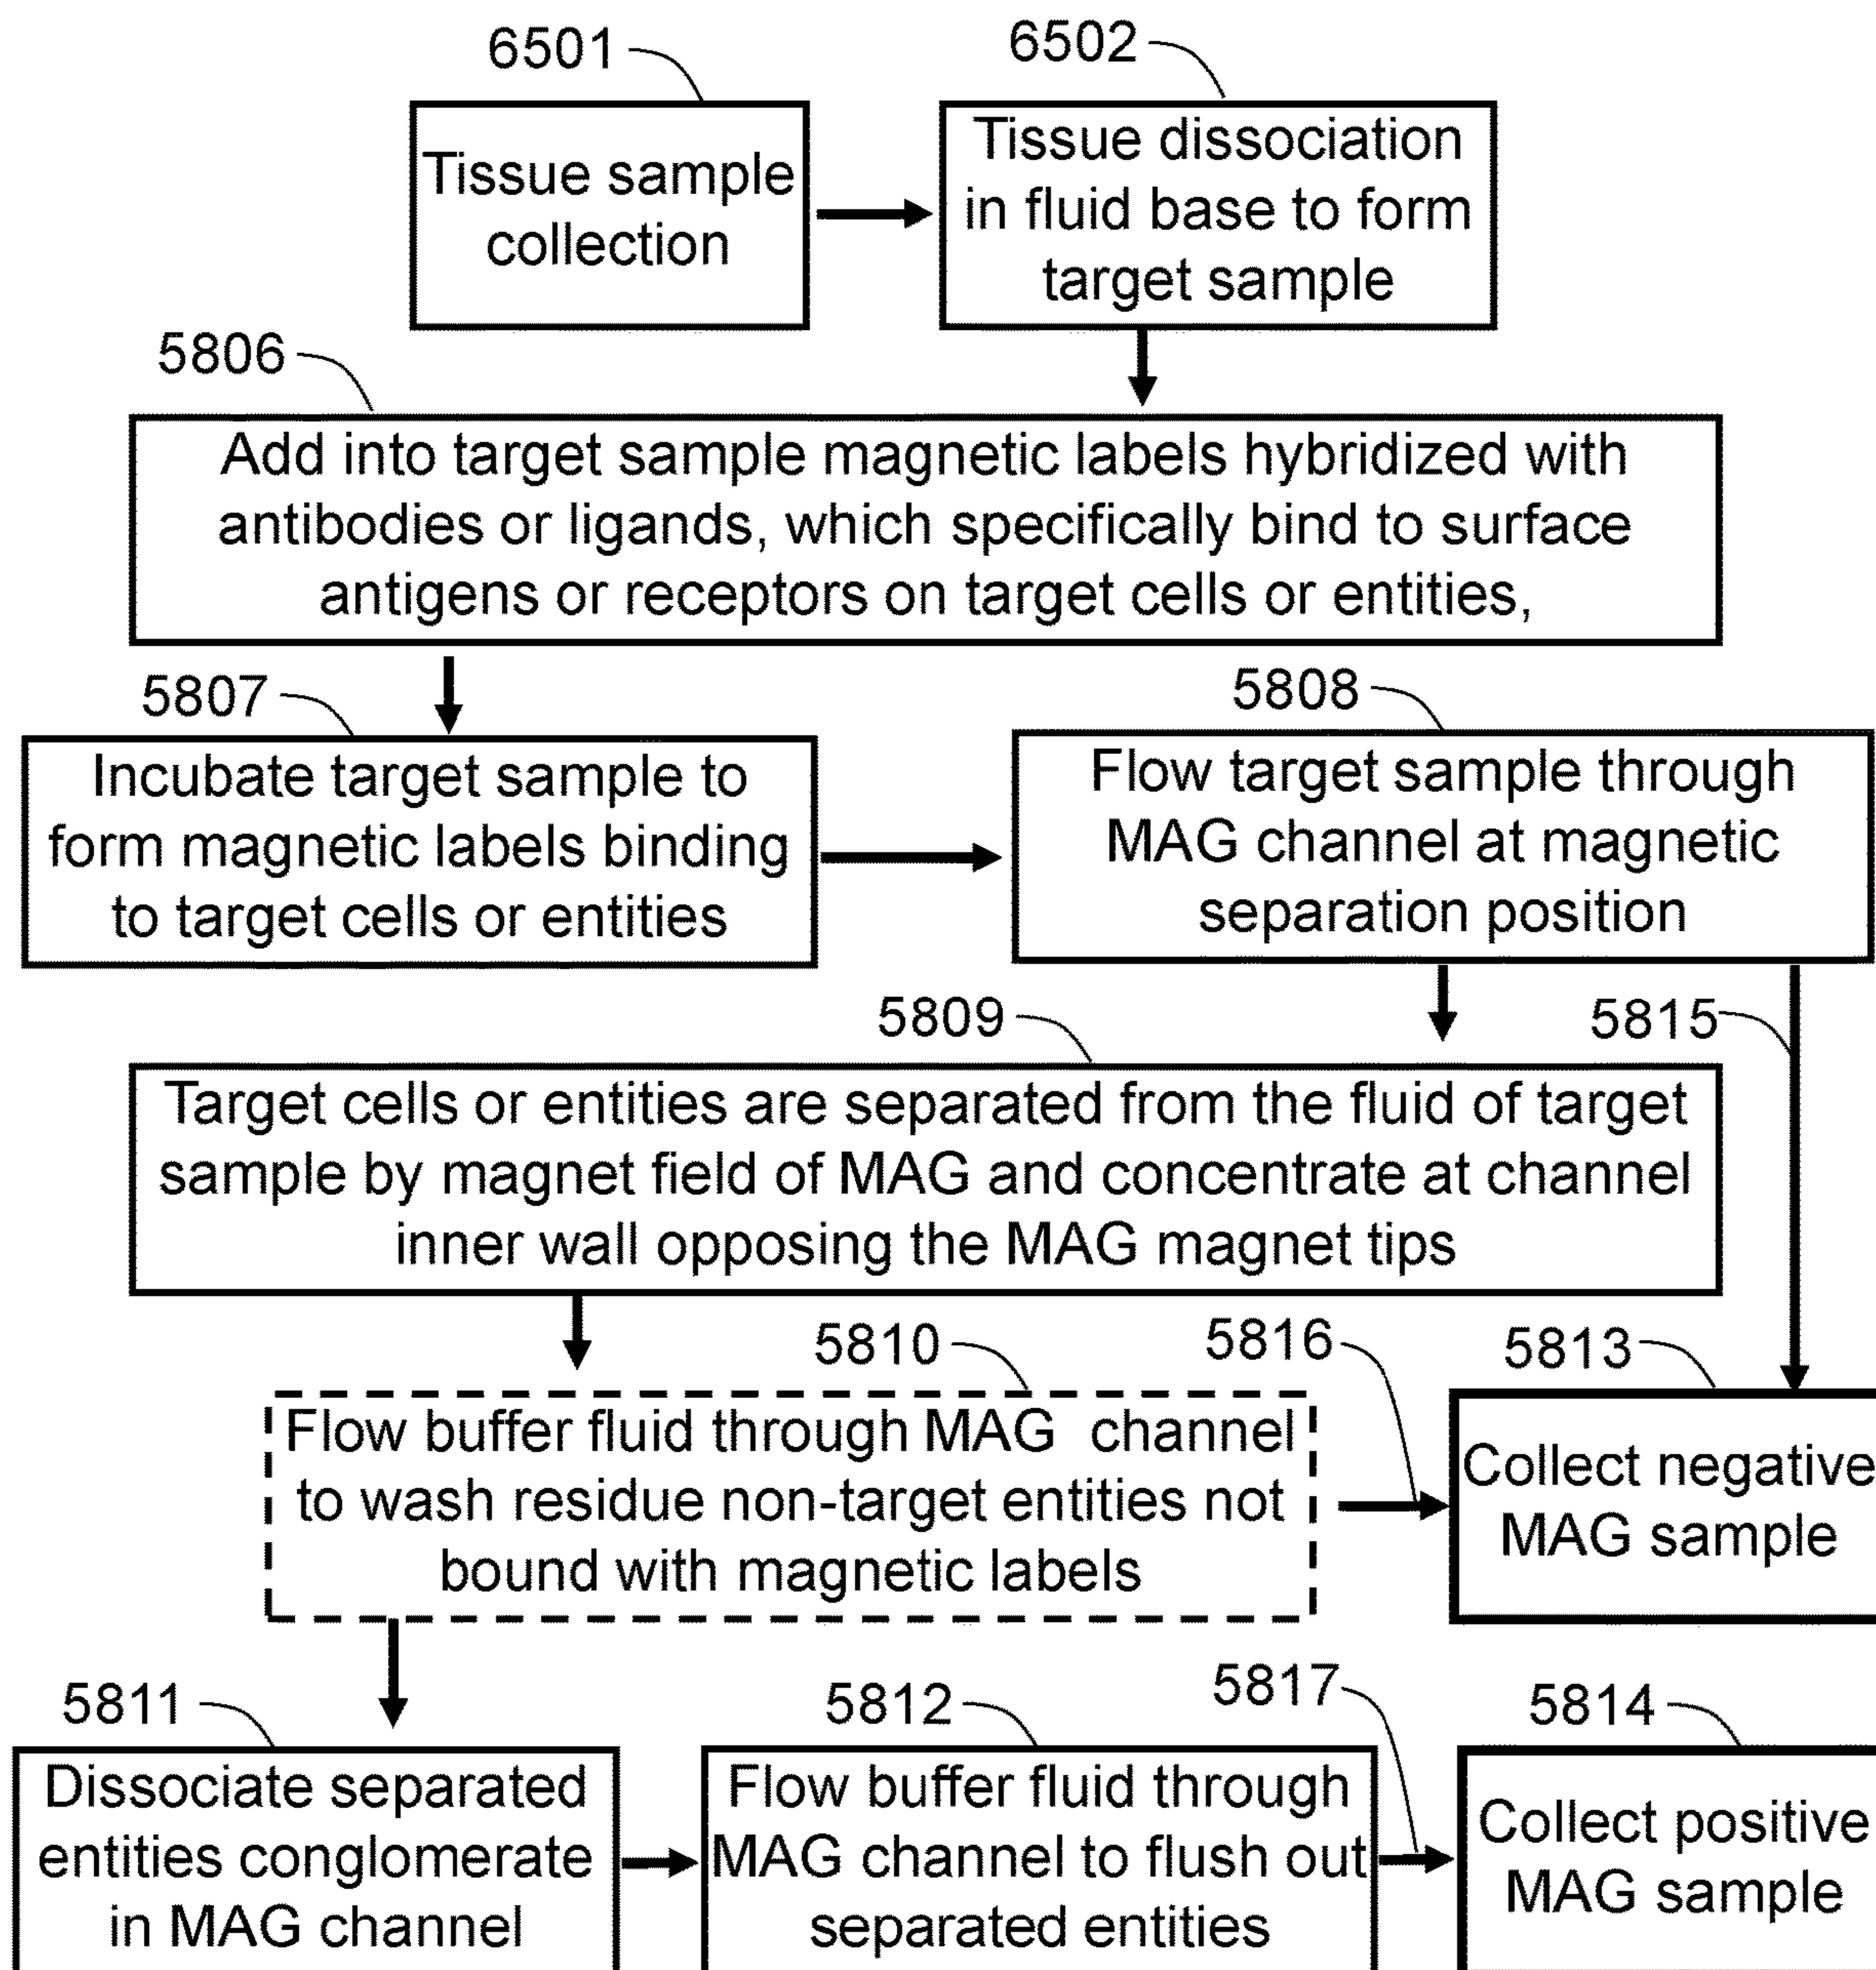 6501
6502
Tissue sample
collection
Tissue dissociation
in fluid base to form
target sample
5806
Add into target sample magnetic labels hybridized with
antibodies or ligands, which specifically bind to surface
antigens or receptors on target cells or entities,
5807
5808
Incubate target sample to
form magnetic labels binding
to target cells or entities
Flow target sample through
MAG channel at magnetic
separation position
5809
5815
Target cells or entities are separated from the fluid of target
sample by magnet field of MAG and concentrate at channel
inner wall opposing the MAG magnet tips
5810
5816
5813
Flow buffer fluid through MAG channel
to wash residue non-target entities not
bound with magnetic labels
Collect negative
MAG sample
5811
5812
5817
5814
Dissociate separated
entities conglomerate
in MAG channel
Flow buffer fluid through
MAG channel to flush out
separated entities
Collect positive
MAG sample